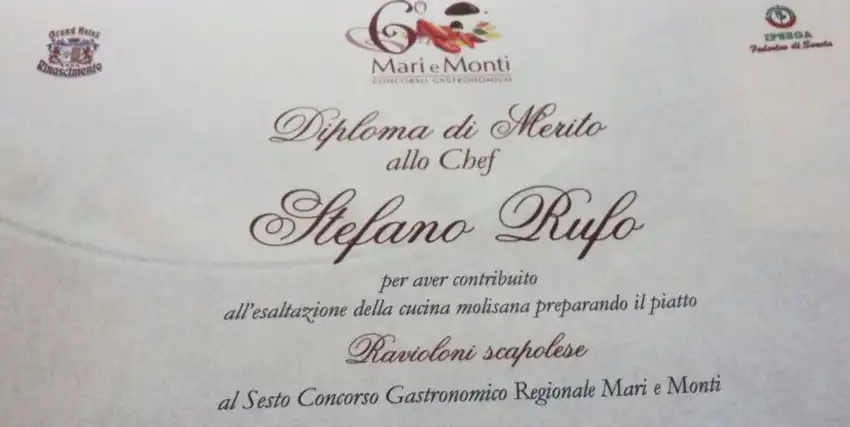 Grand Hotel
Rinascimento
6°
Mari e Monti
CONCORSO GASTRONOMICO
IPSSGA
Federico di Svevia
Diploma di Merito
allo Chef
Stefano Rufo
per aver contribuito
all'esaltazione della cucina molisana preparando il piatto
Ravioloni scapolese
al Sesto Concorso Gastronomico Regionale Mari e Monti